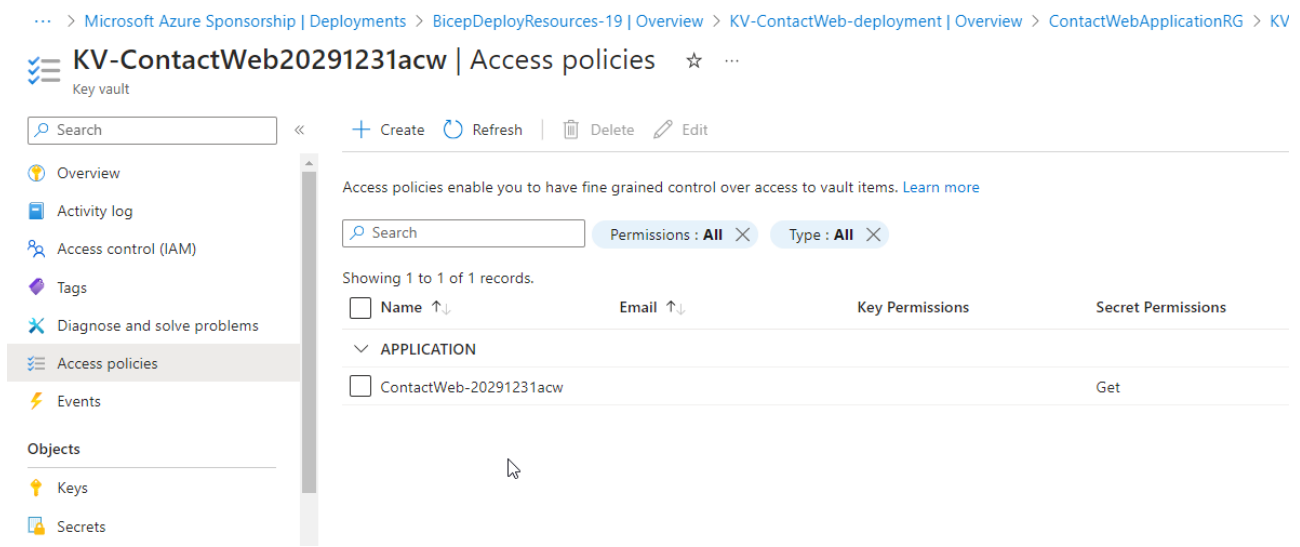 ··· > Microsoft Azure Sponsorship | Deployments > BicepDeployResources-19 | Overview > KV-ContactWeb-deployment | Overview > ContactWebApplicationRG > KV
KV-ContactWeb20291231acw | Access policies ☆ ···
Key vault
Search «
+ Create Refresh | Delete Edit
Overview
Activity log
Access control (IAM)
Tags
Diagnose and solve problems
Access policies
Events
Objects
Keys
Secrets
Access policies enable you to have fine grained control over access to vault items. Learn more
Search Permissions : All × Type : All ×
Showing 1 to 1 of 1 records.
Name ↑↓ Email ↑↓ Key Permissions Secret Permissions
APPLICATION
ContactWeb-20291231acw Get